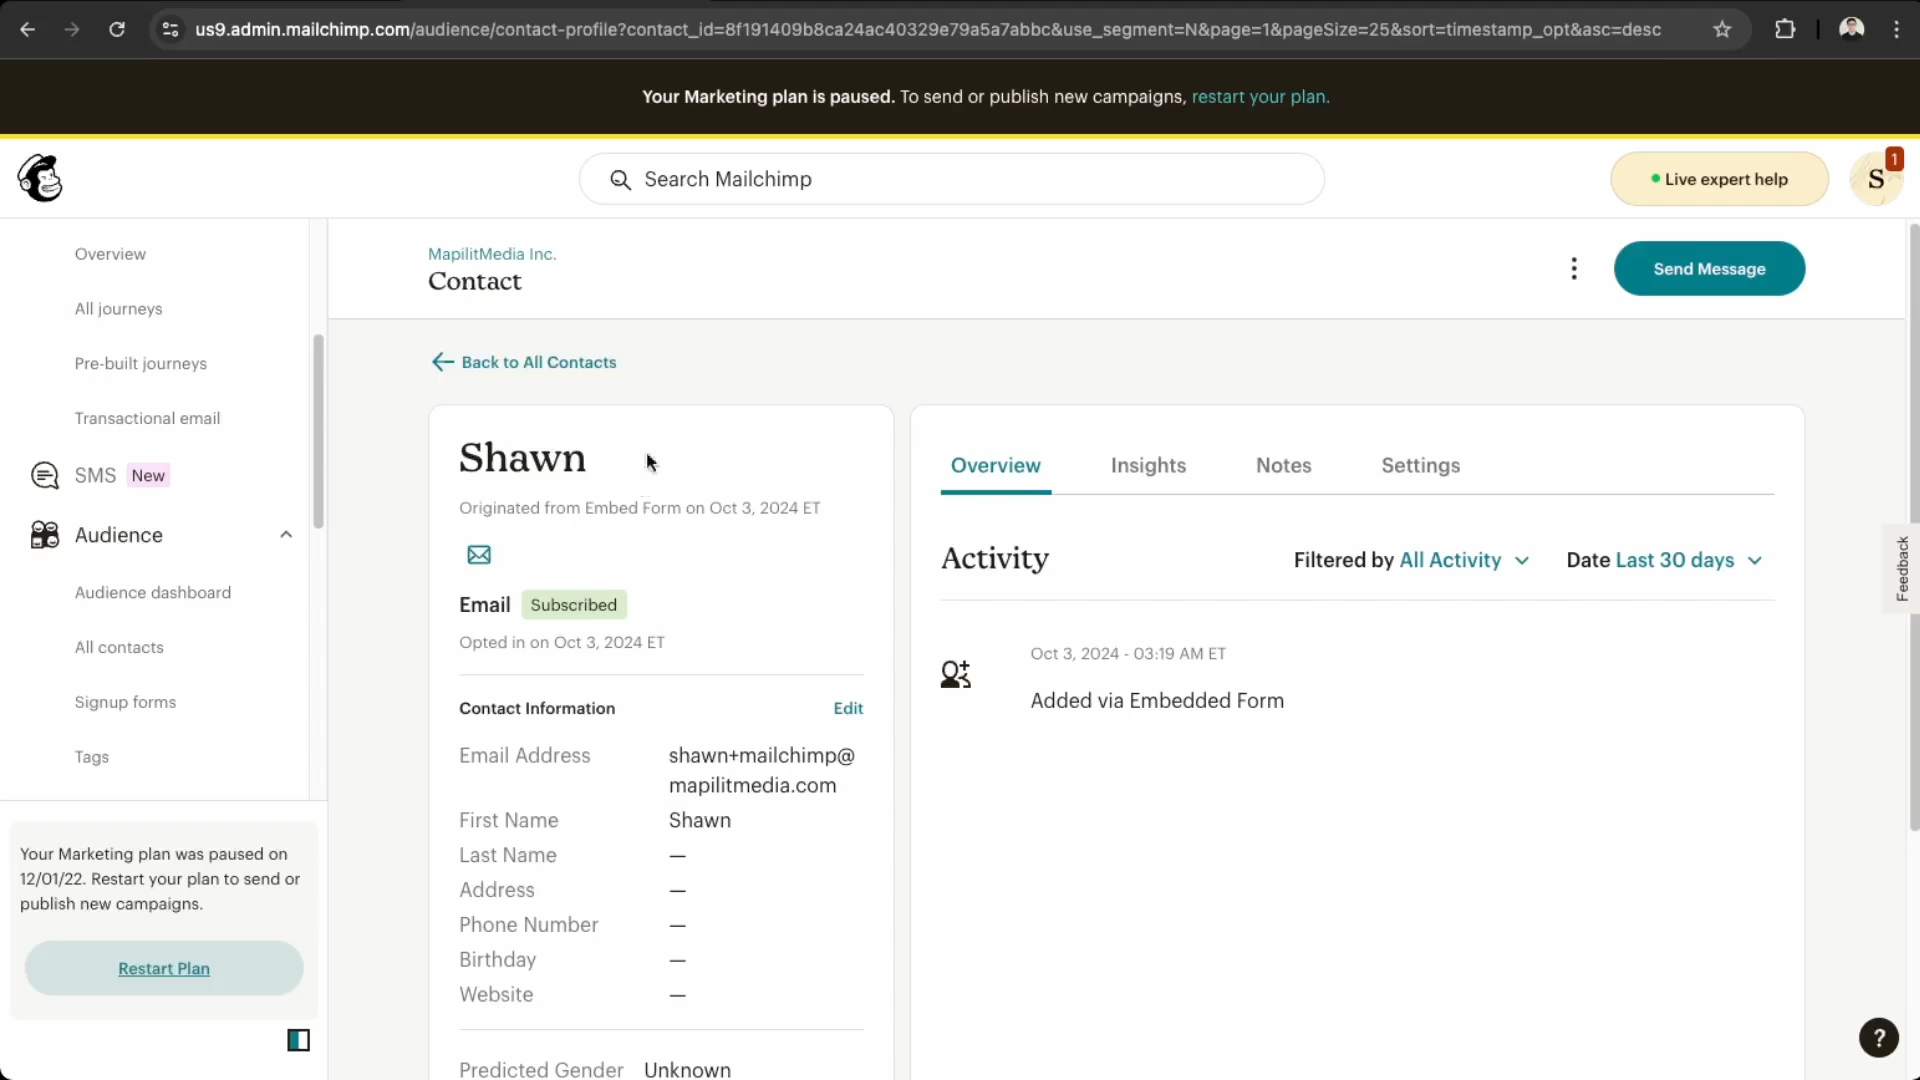 us9.admin.mailchimp.com/audience/contact-profile?contact_id=8f191409b8ca24ac40329e79a5a7abbc&use_segment=N&page=1&pageSize=25&sort=timestamp_opt&asc=desc
Your Marketing plan is paused. To send or publish new campaigns, restart your plan.
Search Mailchimp
Live expert help
S
1
Overview
All journeys
Pre-built journeys
Transactional email
SMS New
Audience
Audience dashboard
All contacts
Signup forms
Tags
Your Marketing plan was paused on
12/01/22. Restart your plan to send or
publish new campaigns.
Restart Plan
MapilitMedia Inc.
Contact
Send Message
Back to All Contacts
Shawn
Originated from Embed Form on Oct 3, 2024 ET
Email Subscribed
Opted in on Oct 3, 2024 ET
Contact Information Edit
Email Address shawn+mailchimp@
mapilitmedia.com
First Name Shawn
Last Name —
Address —
Phone Number —
Birthday —
Website —
Predicted Gender Unknown
Overview Insights Notes Settings
Activity Filtered by All Activity Date Last 30 days
Oct 3, 2024 - 03:19 AM ET
Added via Embedded Form
Feedback
?